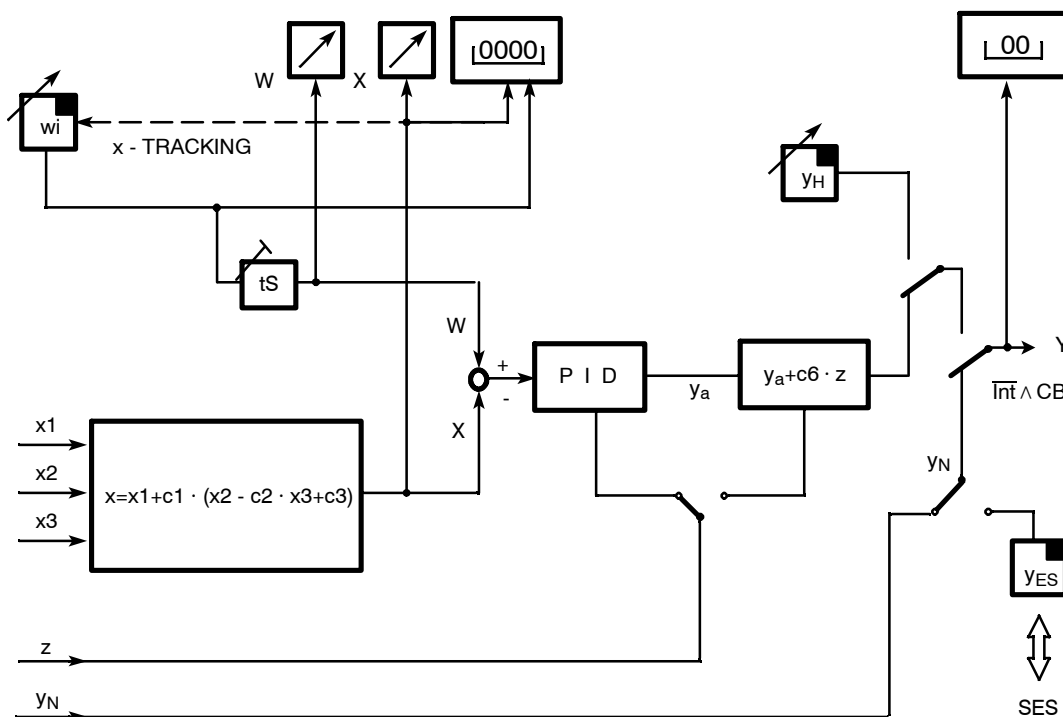 0000
00
W
X
wi
x - TRACKING
yH
tS
W
Y
+
P I D
ya+c6 · z
-
ya
Int ∧ CB
X
x1
yN
x2
x=x1+c1 · (x2 - c2 · x3+c3)
x3
yES
z
yN
SES